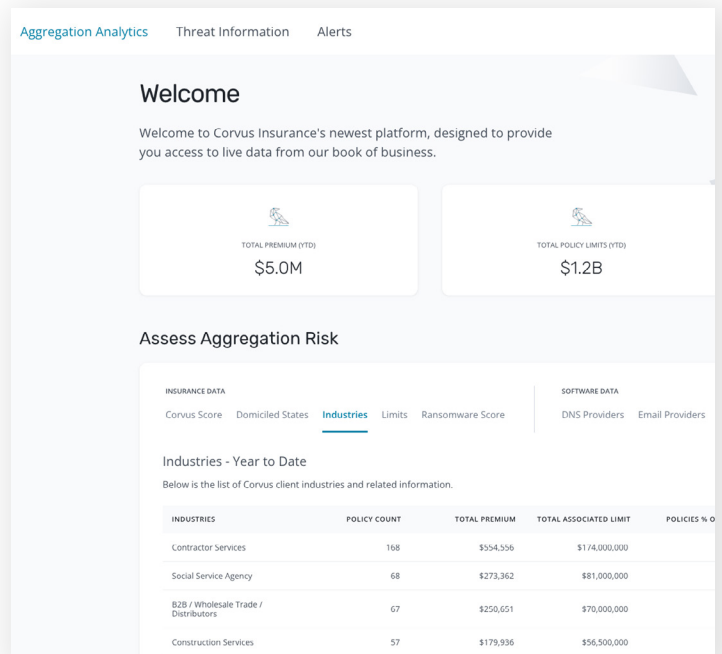 Aggregation Analytics Threat Information Alerts
Welcome
Welcome to Corvus Insurance's newest platform, designed to provide
you access to live data from our book of business.
TOTAL PREMIUM (YTD) TOTAL POLICY LIMITS (YTD)
$5.0M $1.2B
Assess Aggregation Risk
INSURANCE DATA SOFTWARE DATA
Corvus Score Domiciled States Industries Limits Ransomware Score DNS Providers Email Providers
Industries - Year to Date
Below is the list of Corvus client industries and related information.
INDUSTRIES POLICY COUNT TOTAL PREMIUM TOTAL ASSOCIATED LIMIT POLICIES % O
Contractor Services 168 $554,556 $174,000,000
Social Service Agency 68 $273,362 $81,000,000
B2B / Wholesale Trade /
Distributors 67 $250,651 $70,000,000
Construction Services 57 $179,936 $56,500,000